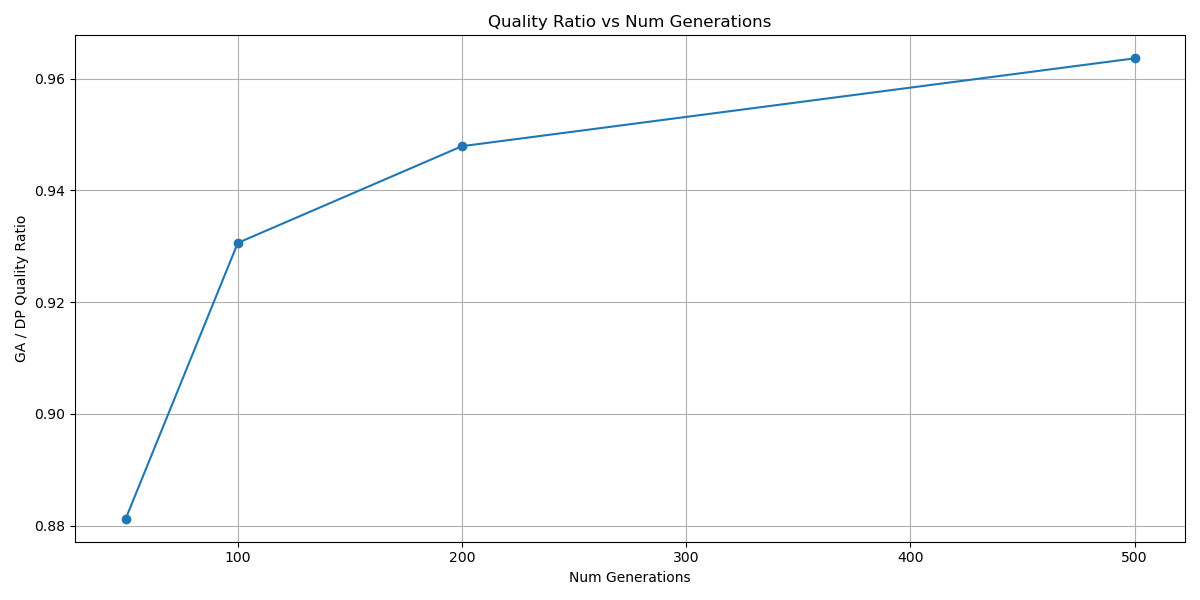 Quality Ratio vs Num Generations
GA / DP Quality Ratio
0.96
0.94
0.92
0.90
0.88
100 200 300 400 500
Num Generations